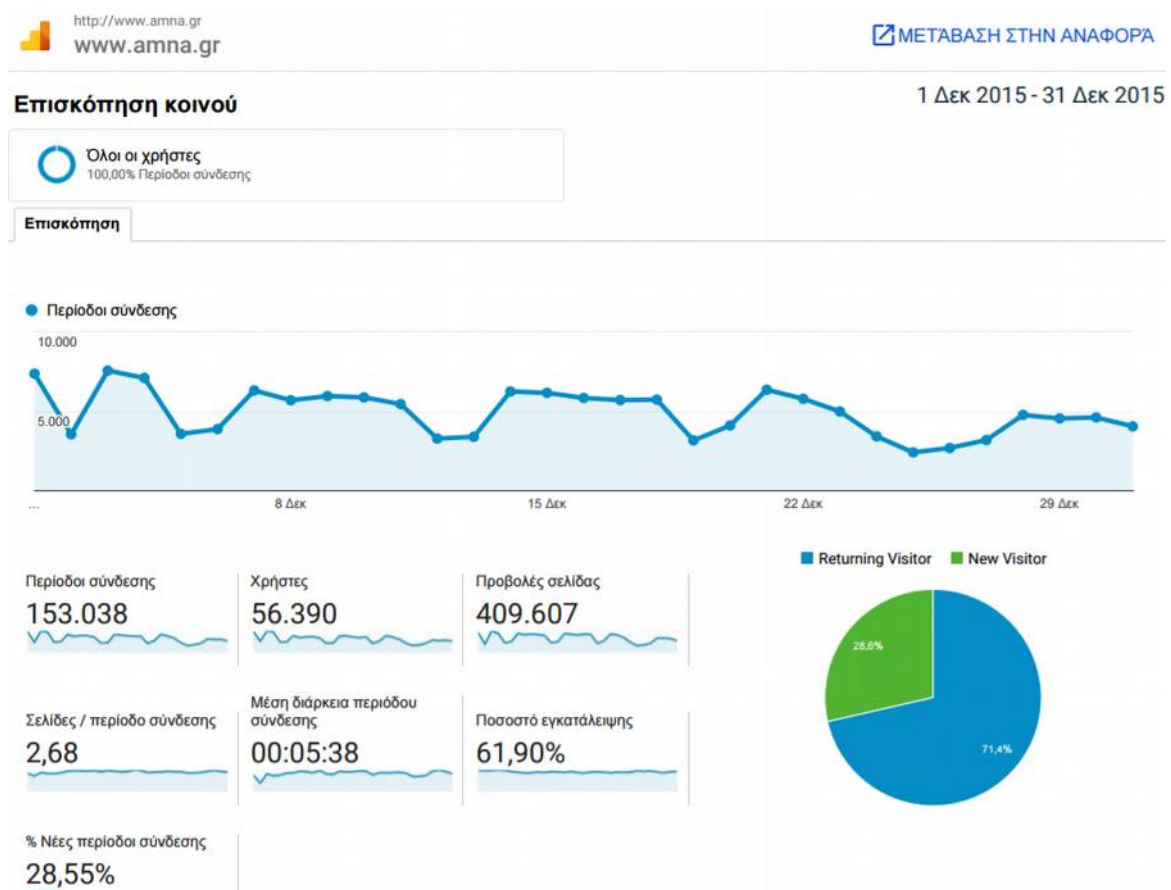 http://www.amna.gr
www.amna.gr
ΜΕΤΆΒΑΣΗ ΣΤΗΝ ΑΝΑΦΟΡΆ
Επισκόπηση κοινού
1 Δεκ 2015 - 31 Δεκ 2015
Όλοι οι χρήστες
100,00% Περίοδοι σύνδεσης
Επισκόπηση
Περίοδοι σύνδεσης
10.000
5.000
...
8 Δεκ
15 Δεκ
22 Δεκ
29 Δεκ
Returning Visitor
New Visitor
28,6%
71,4%
Περίοδοι σύνδεσης
153.038
Χρήστες
56.390
Προβολές σελίδας
409.607
Σελίδες / περίοδο σύνδεσης
2,68
Μέση διάρκεια περιόδου
σύνδεσης
00:05:38
Ποσοστό εγκατάλειψης
61,90%
% Νέες περίοδοι σύνδεσης
28,55%